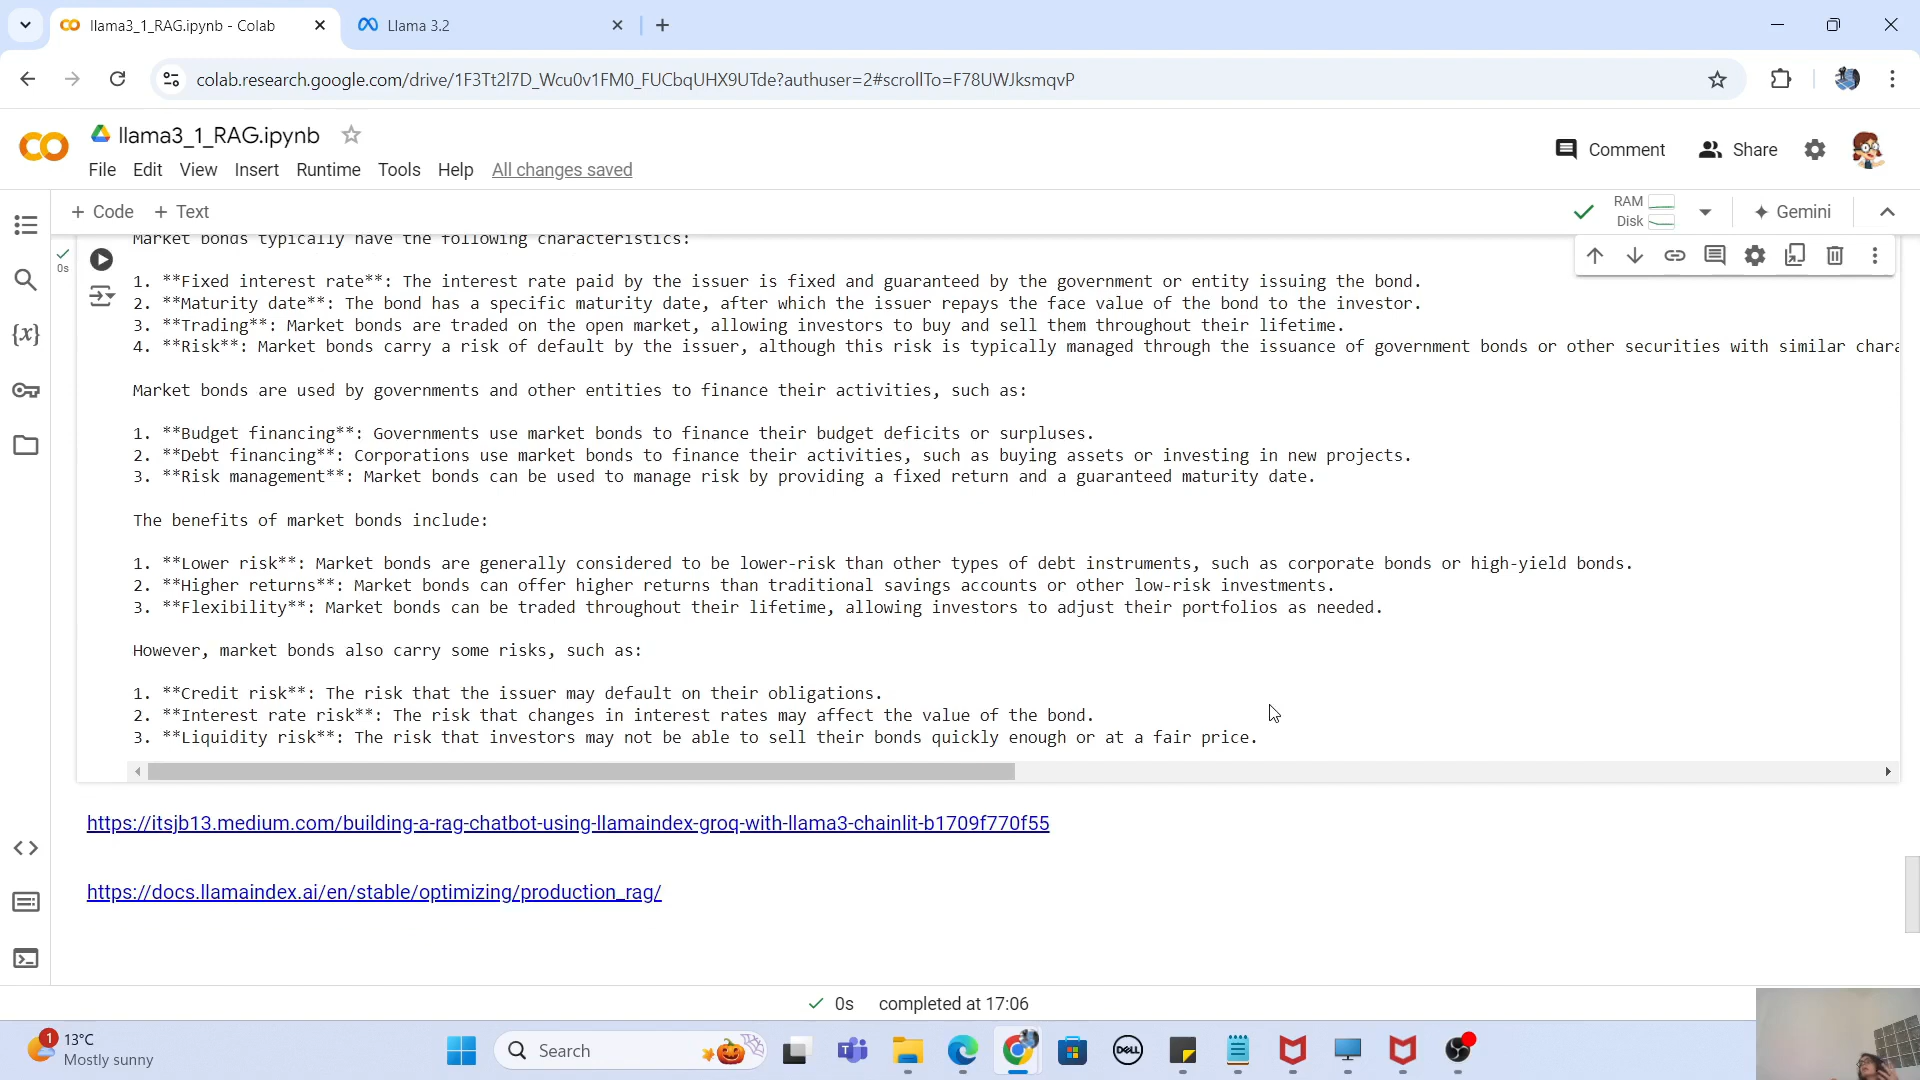 llama3_1_RAG.ipynb - Colab
Llama 3.2
colab.research.google.com/drive/1F3Tt2l7D_Wcu0v1FM0_FUCbqUHX9UTde?authuser=2#scrollTo=F78UWJksmqvP
llama3_1_RAG.ipynb
Comment
Share
File Edit View Insert Runtime Tools Help All changes saved
+ Code + Text
RAM
Disk
Gemini
0s
Market bonds typically have the following characteristics:
1. **Fixed interest rate**: The interest rate paid by the issuer is fixed and guaranteed by the government or entity issuing the bond.
2. **Maturity date**: The bond has a specific maturity date, after which the issuer repays the face value of the bond to the investor.
3. **Trading**: Market bonds are traded on the open market, allowing investors to buy and sell them throughout their lifetime.
4. **Risk**: Market bonds carry a risk of default by the issuer, although this risk is typically managed through the issuance of government bonds or other securities with similar chara
Market bonds are used by governments and other entities to finance their activities, such as:
1. **Budget financing**: Governments use market bonds to finance their budget deficits or surpluses.
2. **Debt financing**: Corporations use market bonds to finance their activities, such as buying assets or investing in new projects.
3. **Risk management**: Market bonds can be used to manage risk by providing a fixed return and a guaranteed maturity date.
The benefits of market bonds include:
1. **Lower risk**: Market bonds are generally considered to be lower-risk than other types of debt instruments, such as corporate bonds or high-yield bonds.
2. **Higher returns**: Market bonds can offer higher returns than traditional savings accounts or other low-risk investments.
3. **Flexibility**: Market bonds can be traded throughout their lifetime, allowing investors to adjust their portfolios as needed.
However, market bonds also carry some risks, such as:
1. **Credit risk**: The risk that the issuer may default on their obligations.
2. **Interest rate risk**: The risk that changes in interest rates may affect the value of the bond.
3. **Liquidity risk**: The risk that investors may not be able to sell their bonds quickly enough or at a fair price.
https://itsjb13.medium.com/building-a-rag-chatbot-using-llamaindex-groq-with-llama3-chainlit-b1709f770f55
https://docs.llamaindex.ai/en/stable/optimizing/production_rag/
0s completed at 17:06
1
13°C
Mostly sunny
Search
DELL